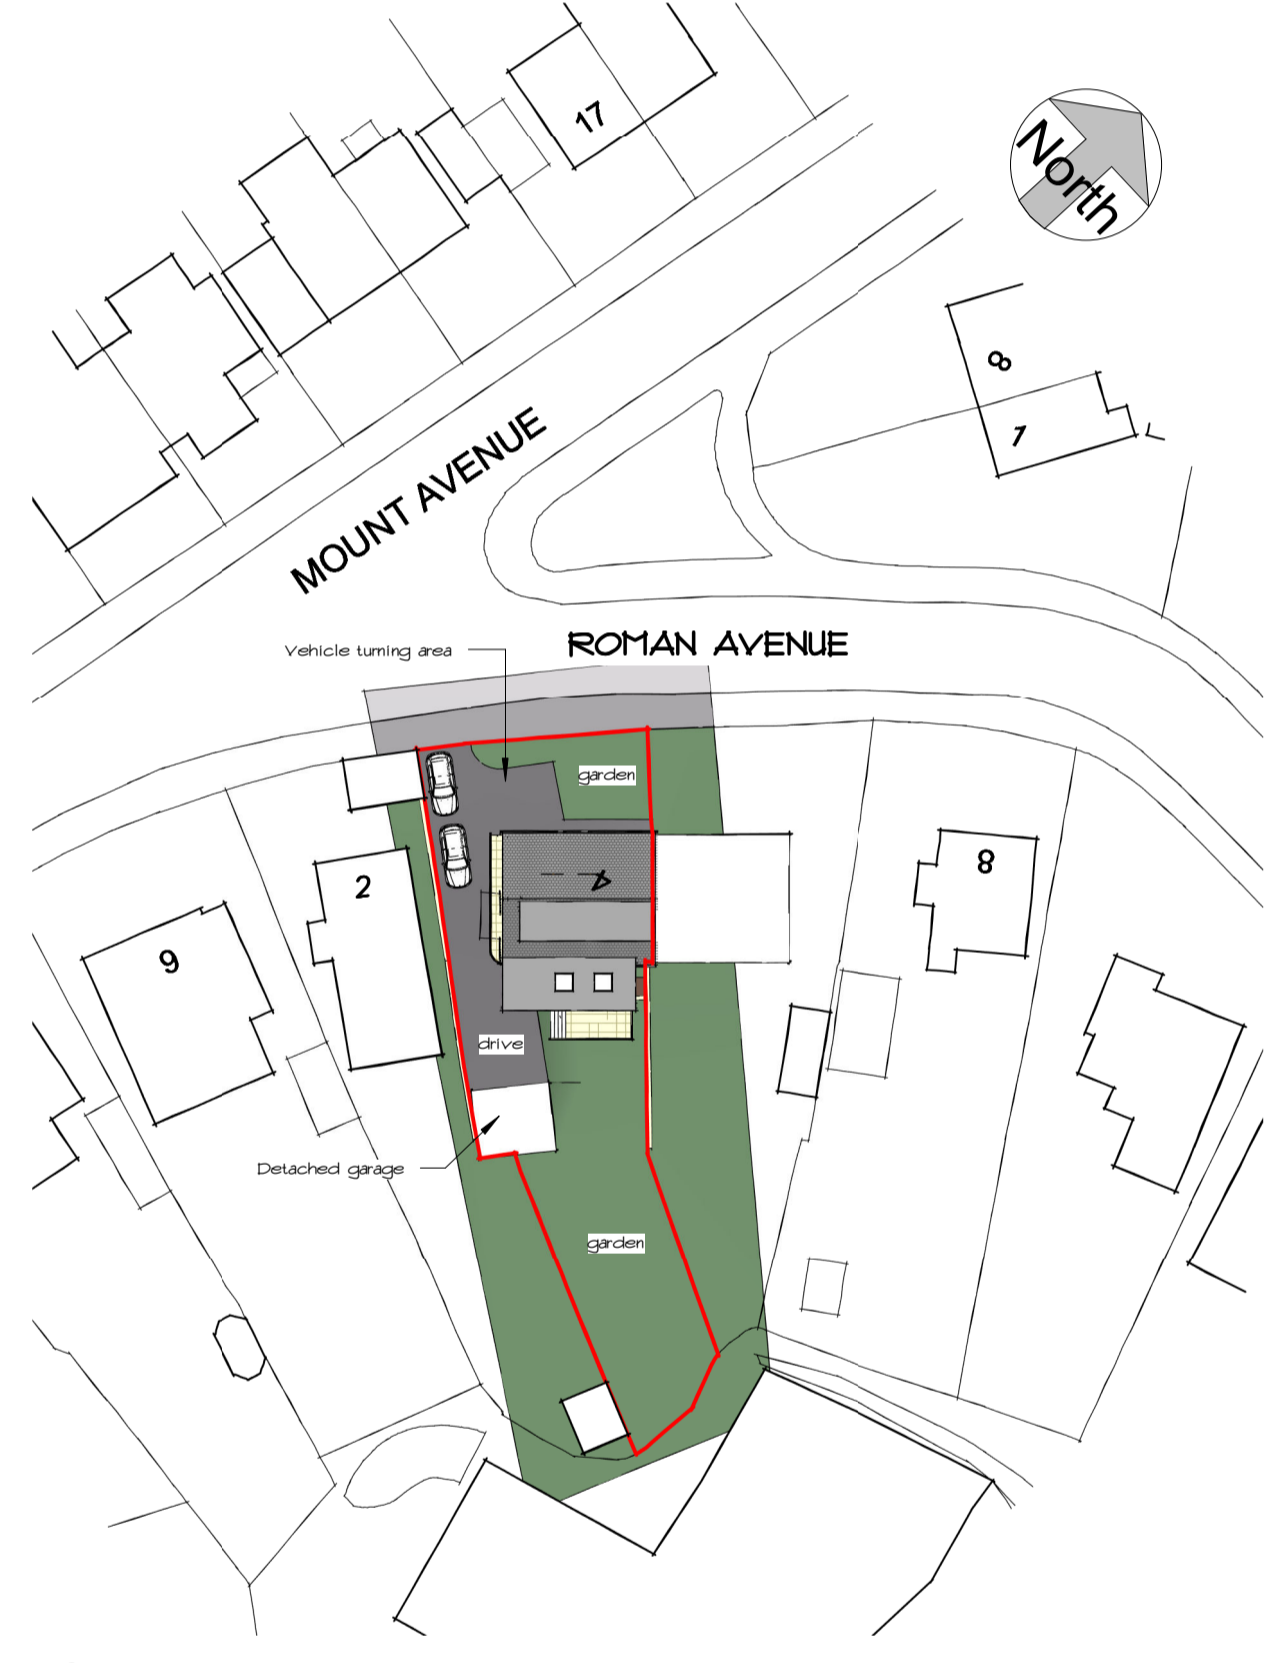 17
North
8
1
MOUNT AVENUE
ROMAN AVENUE
Vehicle turning area
garden
2
4
8
9
drive
Detached garage
garden